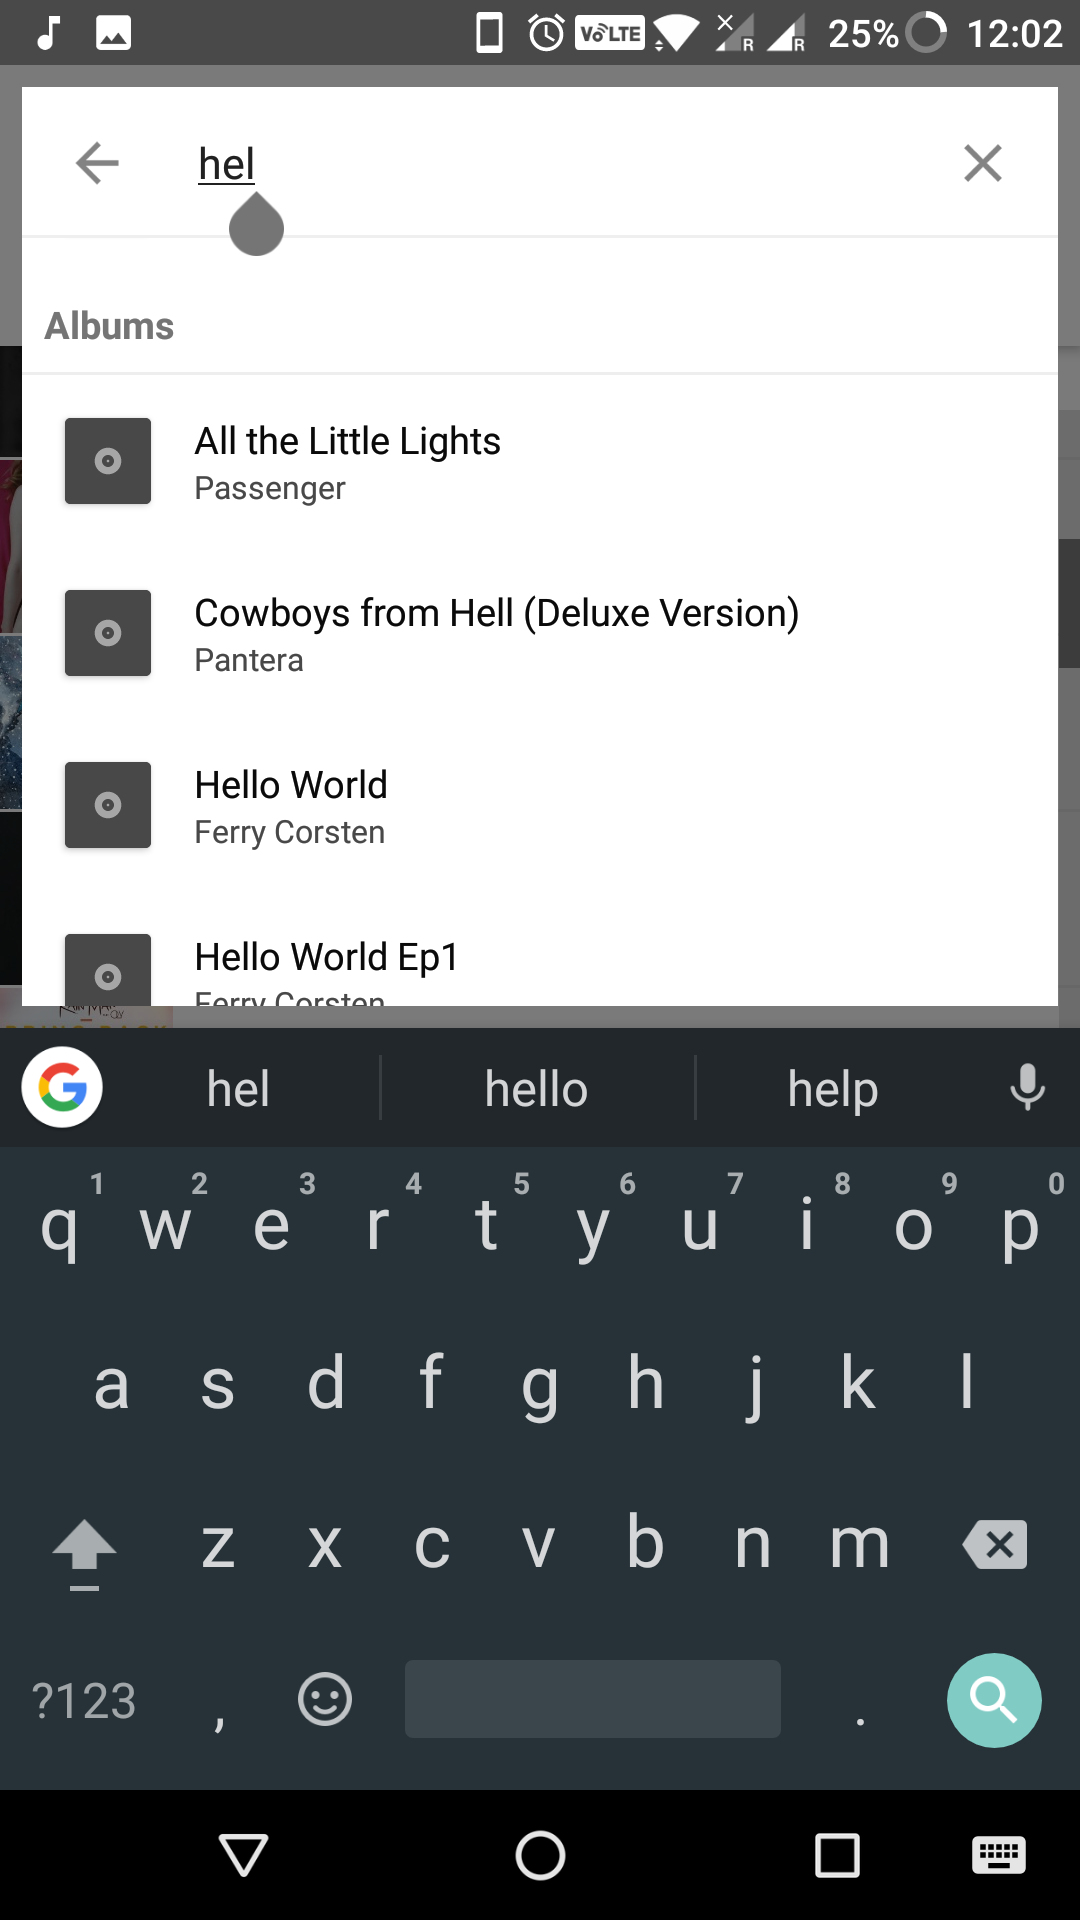 VoLTE R R 25% 12:02
hel
Albums
All the Little Lights
Passenger
Cowboys from Hell (Deluxe Version)
Pantera
Hello World
Ferry Corsten
Hello World Ep1
Ferry Corsten
hel hello help
1 2 3 4 5 6 7 8 9 0
q w e r t y u i o p
a s d f g h j k l
z x c v b n m
?123 , .